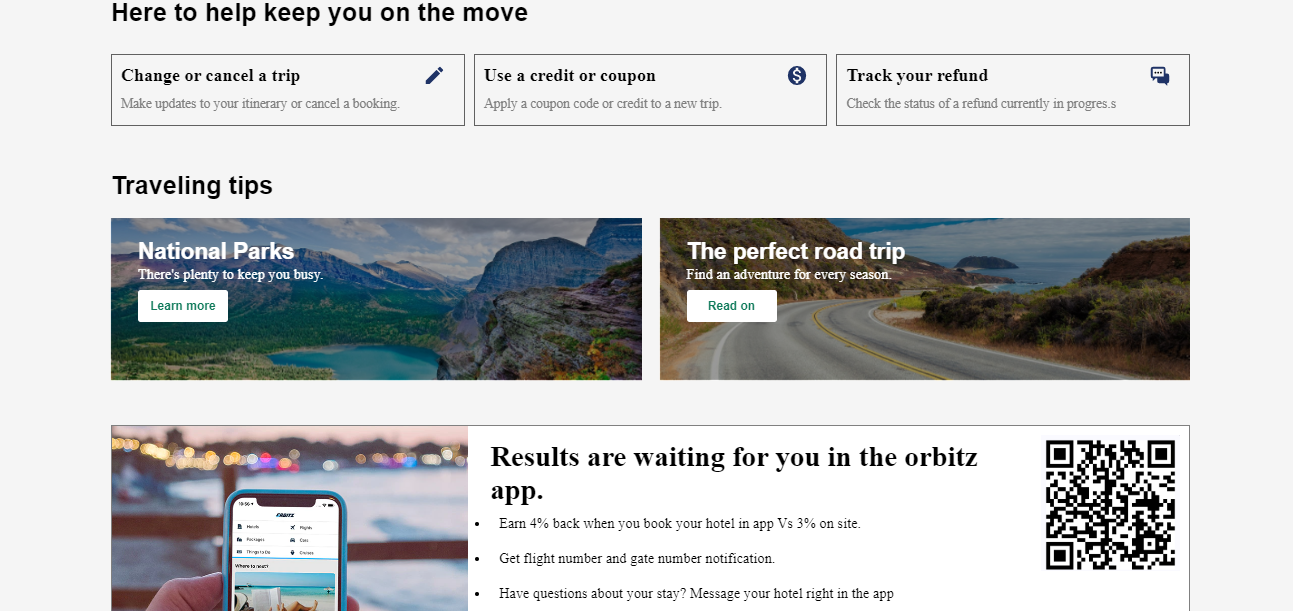 Here to help keep you on the move
Change or cancel a trip
Make updates to your itinerary or cancel a booking.
Use a credit or coupon
Apply a coupon code or credit to a new trip.
Track your refund
Check the status of a refund currently in progres.s
Traveling tips
National Parks
There's plenty to keep you busy.
Learn more
The perfect road trip
Find an adventure for every season.
Read on
10:56
ORBITZ
Hotels
Flights
Packages
Cars
Things to Do
Cruises
Where to next?
Results are waiting for you in the orbitz
app.
Earn 4% back when you book your hotel in app Vs 3% on site.
Get flight number and gate number notification.
Have questions about your stay? Message your hotel right in the app